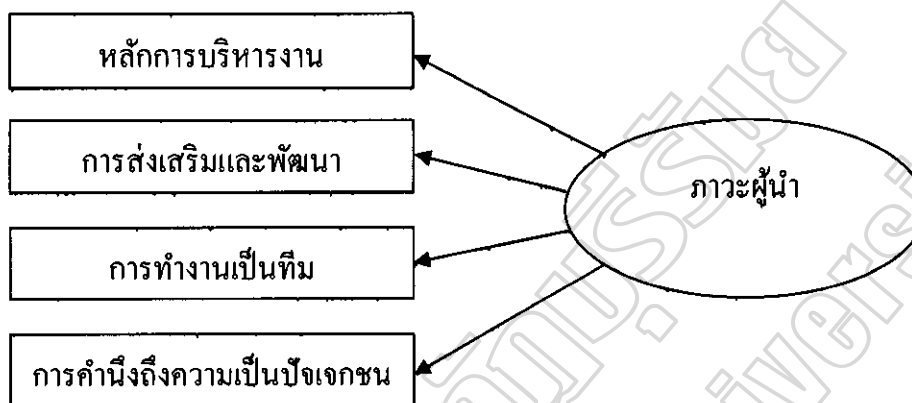 หลักการบริหารงาน
การส่งเสริมและพัฒนา
ภาวะผู้นำ
การทำงานเป็นทีม
การคำนึงถึงความเป็นปัจเจกชน